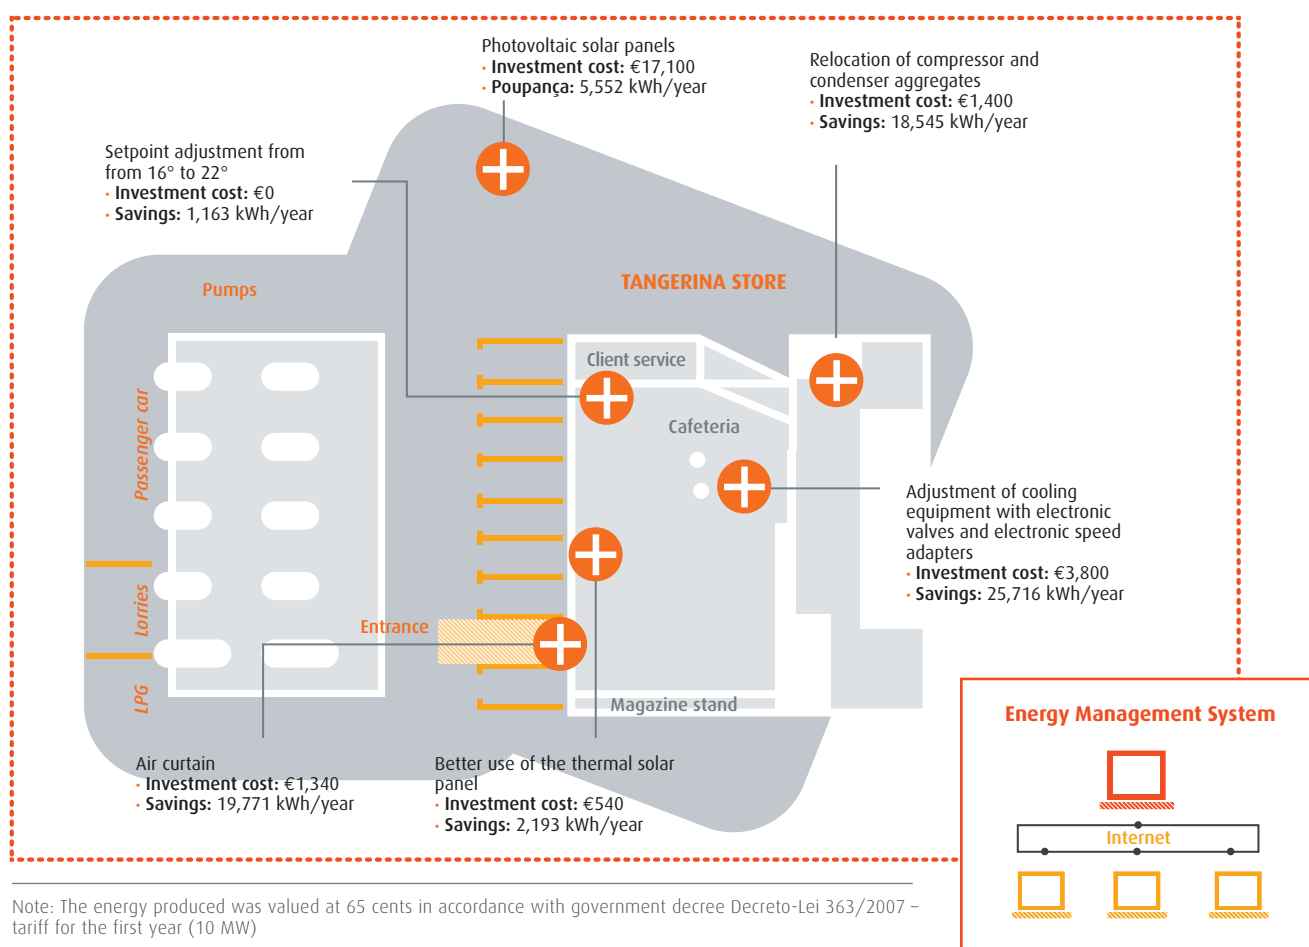 Photovoltaic solar panels
· Investment cost: €17,100
· Poupança: 5,552 kWh/year
Relocation of compressor and
condenser aggregates
· Investment cost: €1,400
· Savings: 18,545 kWh/year
Setpoint adjustment from
from 16° to 22°
· Investment cost: €0
· Savings: 1,163 kWh/year
Pumps
TANGERINA STORE
Client service
Cafeteria
Passenger car
Lorries
LPG
Entrance
Magazine stand
Adjustment of cooling
equipment with electronic
valves and electronic speed
adapters
· Investment cost: €3,800
· Savings: 25,716 kWh/year
Air curtain
· Investment cost: €1,340
· Savings: 19,771 kWh/year
Better use of the thermal solar
panel
· Investment cost: €540
· Savings: 2,193 kWh/year
Energy Management System
Internet
Note: The energy produced was valued at 65 cents in accordance with government decree Decreto-Lei 363/2007 –
tariff for the first year (10 MW)